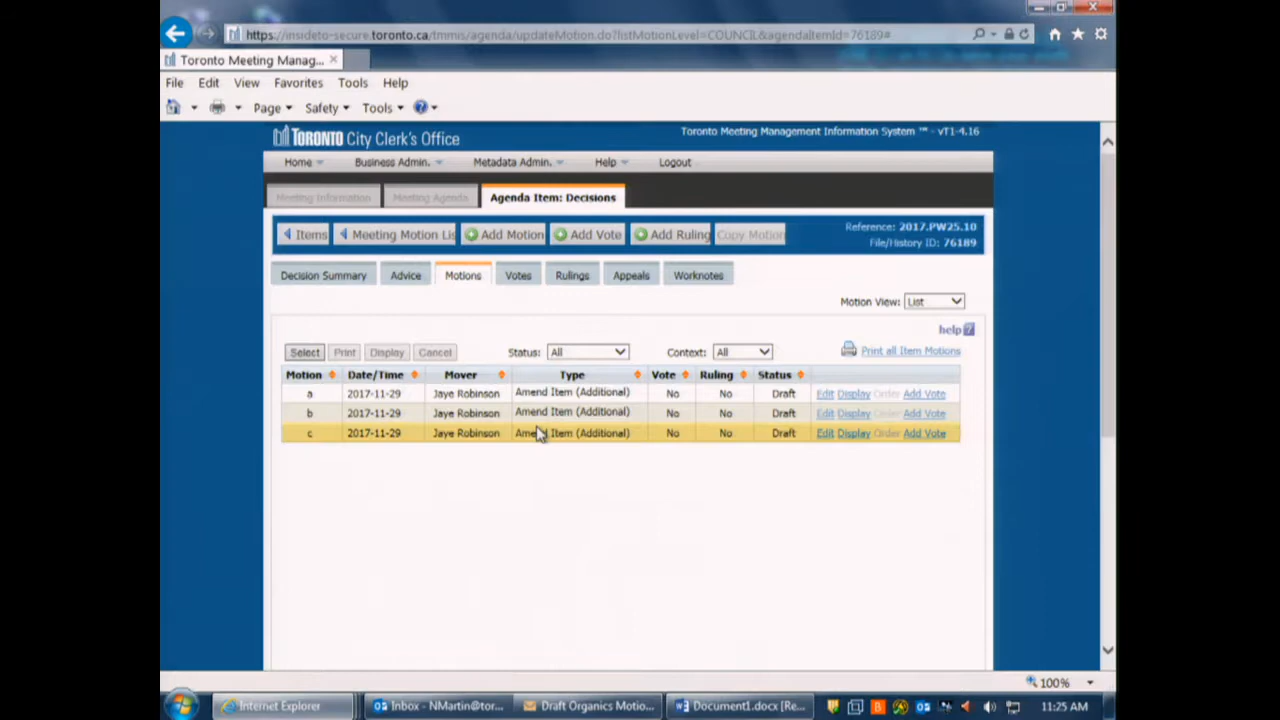 https://insideto-secure.toronto.ca/tmmis/agenda/updateMotion.do?listMotionLevel=COUNCIL&agendaItemId=76189#
Toronto Meeting Manag... ×
File Edit View Favorites Tools Help
Page Safety Tools
TORONTO City Clerk's Office
Toronto Meeting Management Information System ™ - vT1-4.16
Home Business Admin. Metadata Admin. Help Logout
Meeting Information Meeting Agenda Agenda Item: Decisions
Items Meeting Motion Lis Add Motion Add Vote Add Ruling Copy Motion
Reference: 2017.PW25.10
File/History ID: 76189
Decision Summary Advice Motions Votes Rulings Appeals Worknotes
Motion View: List
help ?
Select Print Display Cancel Status: All Context: All Print all Item Motions
Motion Date/Time Mover Type Vote Ruling Status
a 2017-11-29 Jaye Robinson Amend Item (Additional) No No Draft Edit Display Order Add Vote
b 2017-11-29 Jaye Robinson Amend Item (Additional) No No Draft Edit Display Order Add Vote
c 2017-11-29 Jaye Robinson Amend Item (Additional) No No Draft Edit Display Order Add Vote
100%
Internet Explorer Inbox - NMartin@tor... Draft Organics Motio... Document1.docx [Re... 11:25 AM